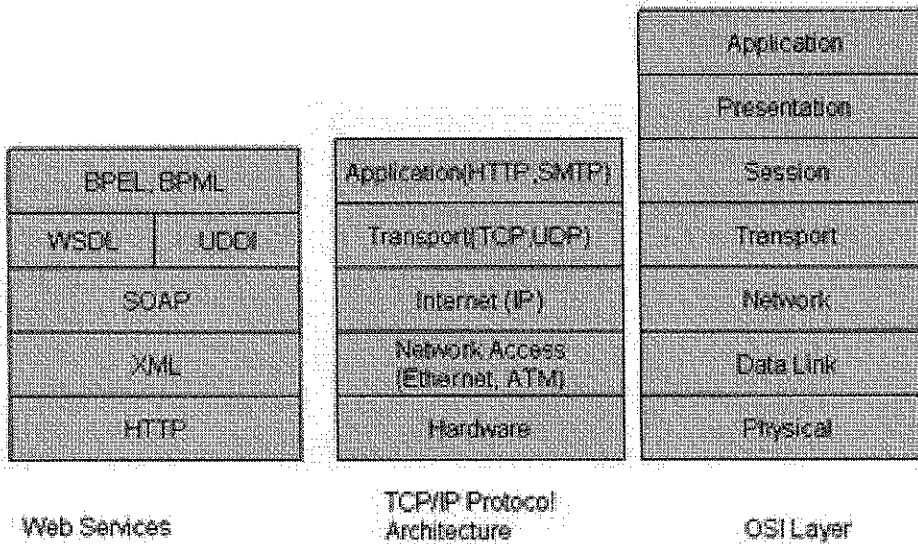 BPEL, BPML
WSDL
UDDI
SOAP
XML
HTTP
Web Services
Application(HTTP,SMTP)
Transport(TCP,UDP)
Internet (IP)
Network Access
(Ethernet, ATM)
Hardware
TCP/IP Protocol
Architecture
Application
Presentation
Session
Transport
Network
Data Link
Physical
OSI Layer